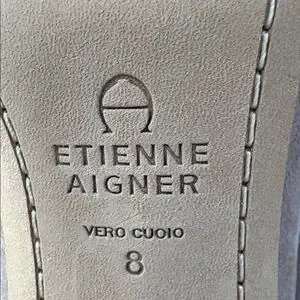 ETIENNE
AIGNER
VERO CUOIO
8